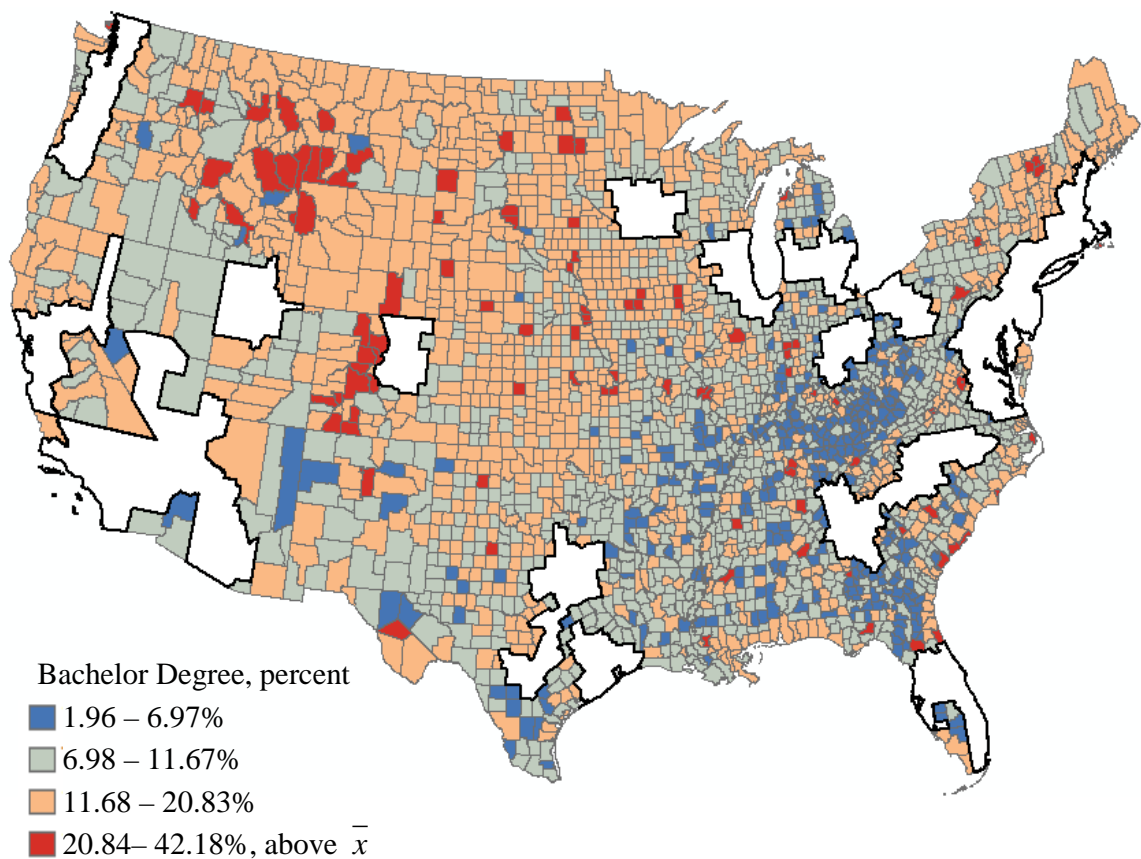 Bachelor Degree, percent
1.96 – 6.97%
6.98 – 11.67%
11.68 – 20.83%
20.84– 42.18%, above x̄